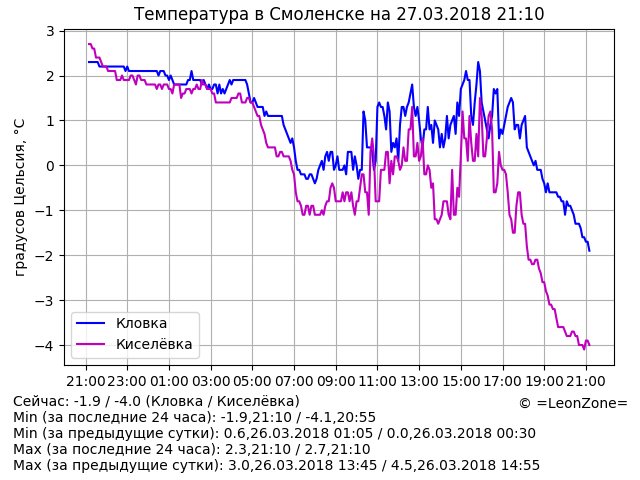 Температура в Смоленске на 27.03.2018 21:10
градусов Цельсия, °C
3
2
1
0
−1
−2
−3
−4
Кловка
Киселёвка
21:00 23:00 01:00 03:00 05:00 07:00 09:00 11:00 13:00 15:00 17:00 19:00 21:00
Сейчас: -1.9 / -4.0 (Кловка / Киселёвка)
© =LeonZone=
Min (за последние 24 часа): -1.9,21:10 / -4.1,20:55
Min (за предыдущие сутки): 0.6,26.03.2018 01:05 / 0.0,26.03.2018 00:30
Max (за последние 24 часа): 2.3,21:10 / 2.7,21:10
Max (за предыдущие сутки): 3.0,26.03.2018 13:45 / 4.5,26.03.2018 14:55